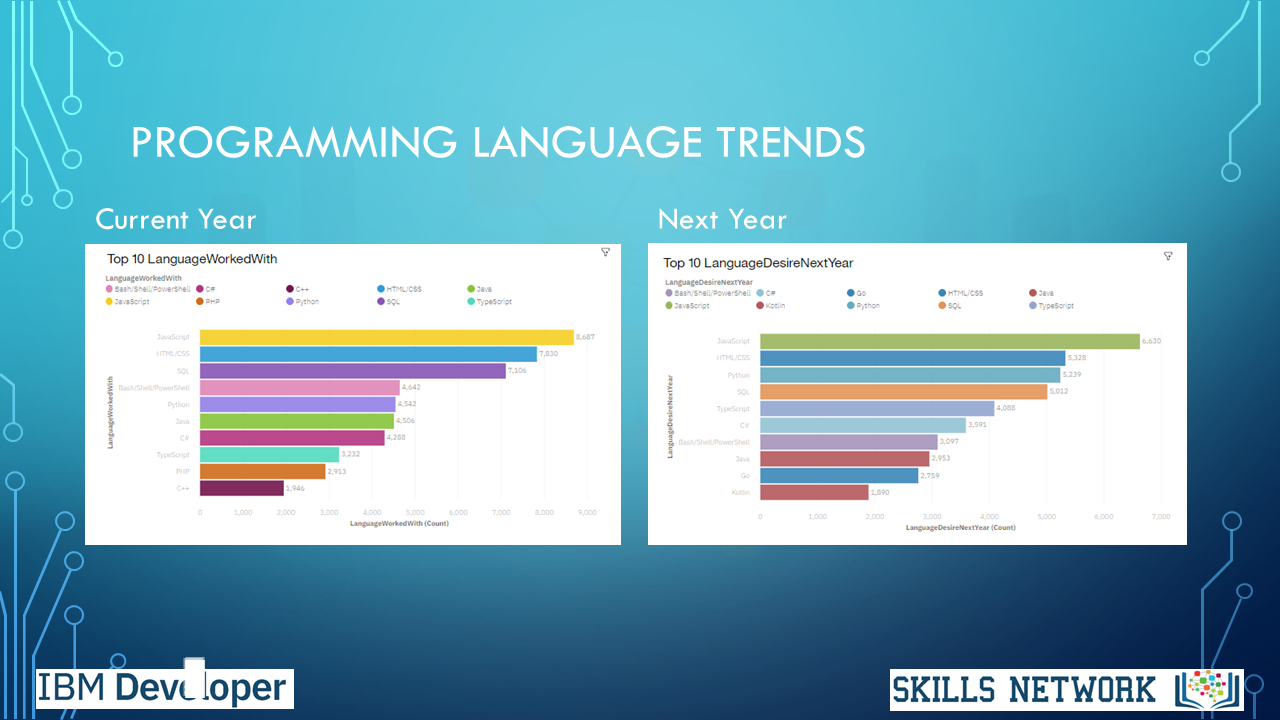 PROGRAMMING LANGUAGE TRENDS
Current Year
Top 10 LanguageWorkedWith
LanguageWorkedWith
Bash/Shell/PowerShell C# C++ HTML/CSS Java
JavaScript PHP Python SQL TypeScript
LanguageWorkedWith
JavaScript 8,687
HTML/CSS 7,830
SQL 7,106
Bash/Shell/PowerShell 4,642
Python 4,542
Java 4,506
C# 4,288
TypeScript 3,232
PHP 2,913
C++ 1,946
0 1,000 2,000 3,000 4,000 5,000 6,000 7,000 8,000 9,000
LanguageWorkedWith (Count)
Next Year
Top 10 LanguageDesireNextYear
LanguageDesireNextYear
Bash/Shell/PowerShell C# Go HTML/CSS Java
JavaScript Kotlin Python SQL TypeScript
LanguageDesireNextYear
JavaScript 6,630
HTML/CSS 5,328
Python 5,239
SQL 5,012
TypeScript 4,088
C# 3,591
Bash/Shell/PowerShell 3,097
Java 2,953
Go 2,759
Kotlin 1,890
0 1,000 2,000 3,000 4,000 5,000 6,000 7,000
LanguageDesireNextYear (Count)
IBM Developer
SKILLS NETWORK